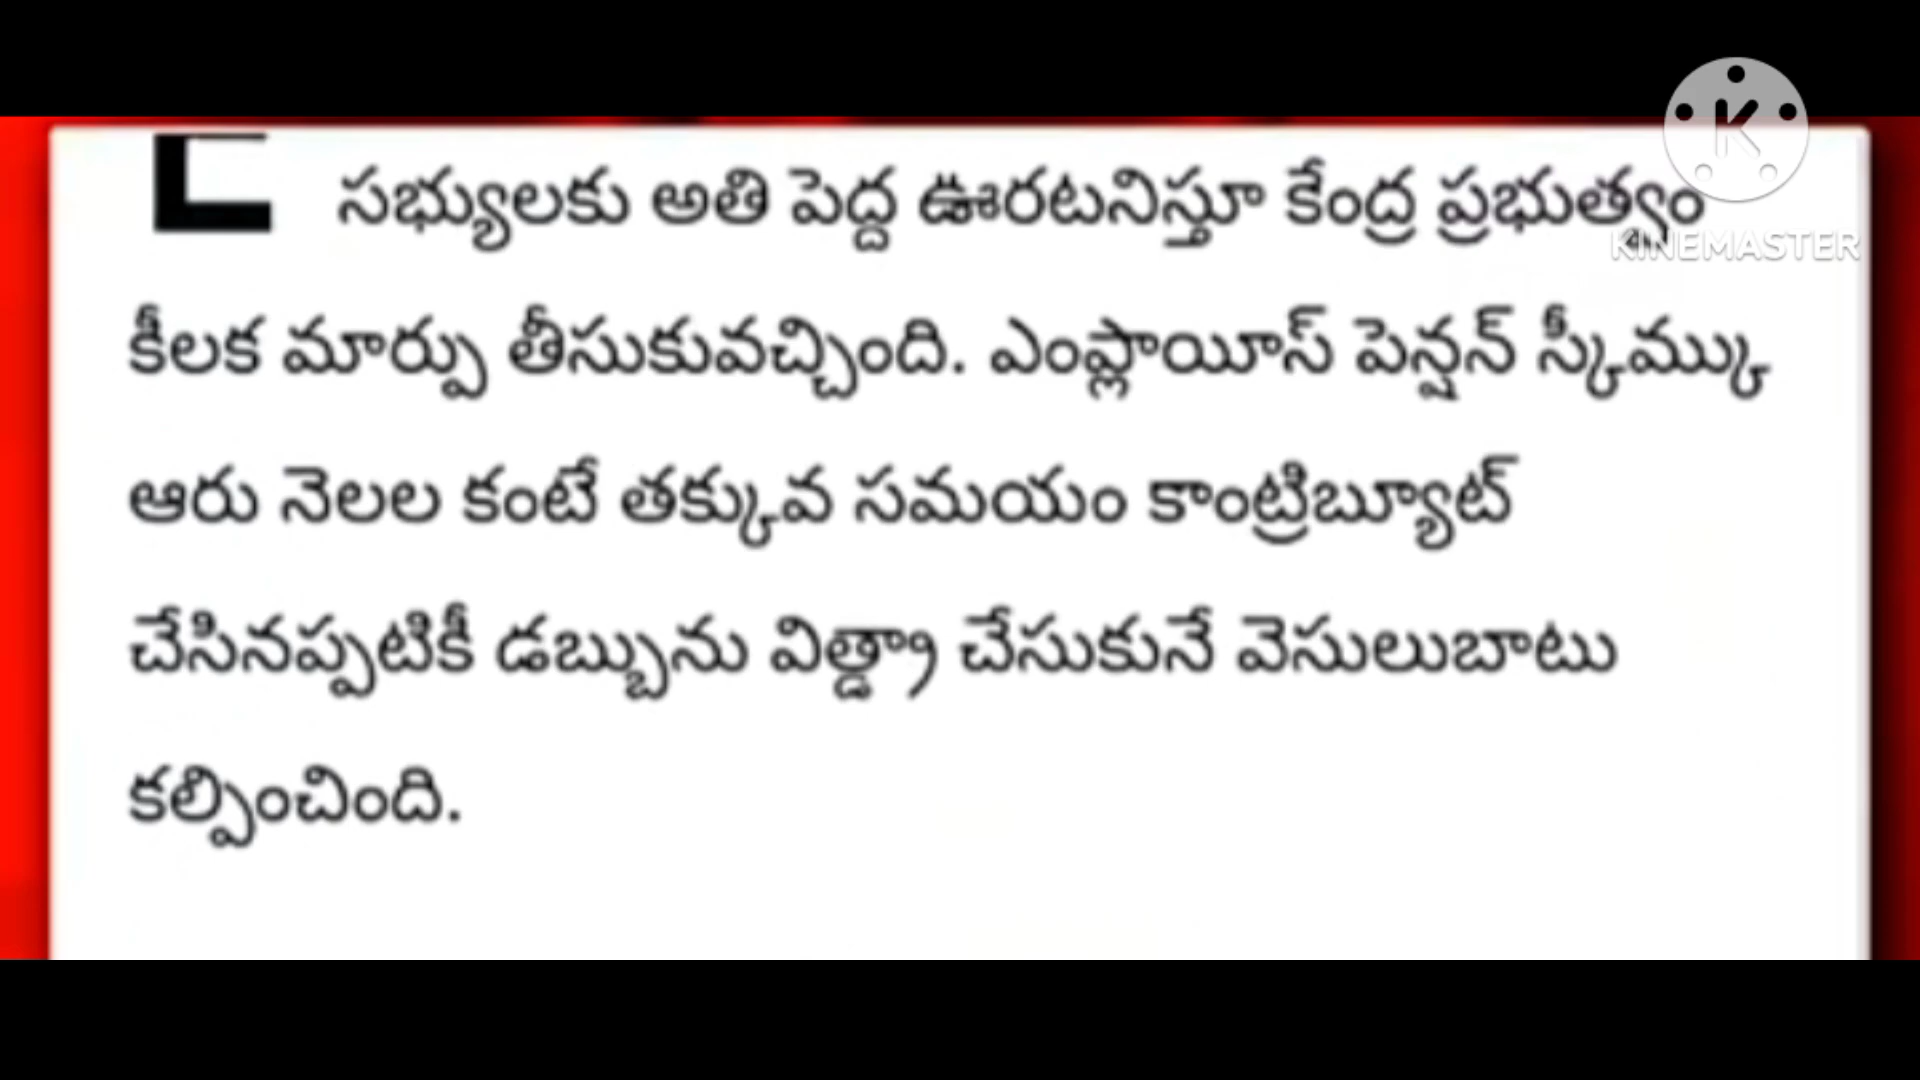 సభ్యులకు అతి పెద్ద ఊరటనిస్తూ కేంద్ర ప్రభుత్వం
కీలక మార్పు తీసుకువచ్చింది. ఎంప్లాయీస్ పెన్షన్ స్కీమ్కు
ఆరు నెలల కంటే తక్కువ సమయం కాంట్రిబ్యూట్
చేసినప్పటికీ డబ్బును విత్డ్రా చేసుకునే వెసులుబాటు
కల్పించింది.
K
KINEMASTER